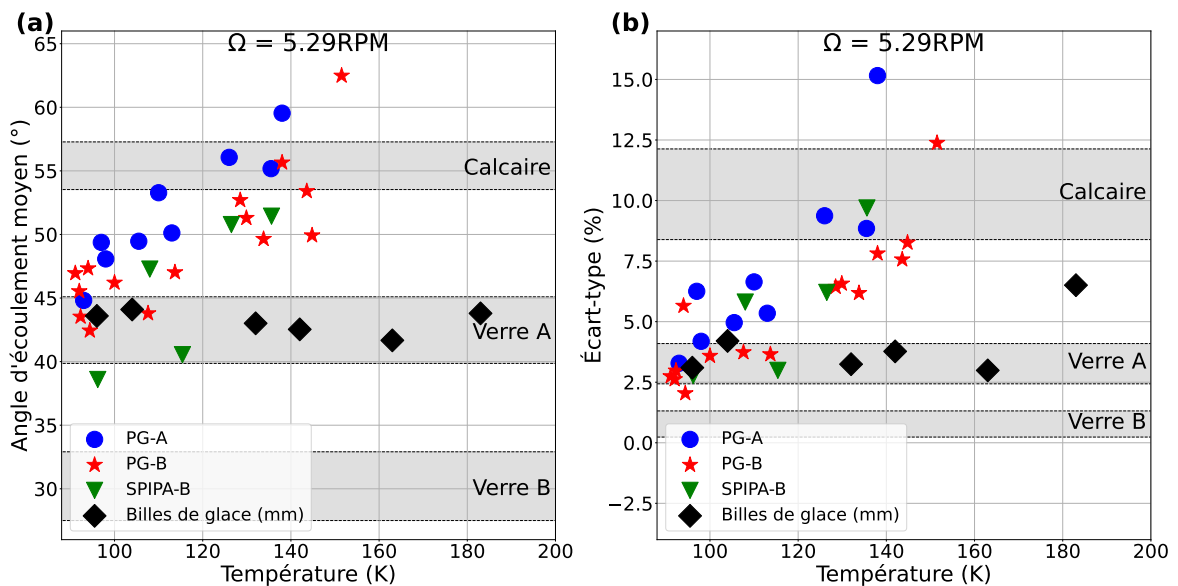 (a)
Ω = 5.29RPM
65
60
55
50
45
40
35
30
Angle d'écoulement moyen (°)
Calcaire
Verre A
Verre B
PG-A
PG-B
SPIPA-B
Billes de glace (mm)
100
120
140
160
180
200
Température (K)
(b)
Ω = 5.29RPM
15.0
12.5
10.0
7.5
5.0
2.5
0.0
−2.5
Écart-type (%)
Calcaire
Verre A
Verre B
PG-A
PG-B
SPIPA-B
Billes de glace (mm)
100
120
140
160
180
200
Température (K)